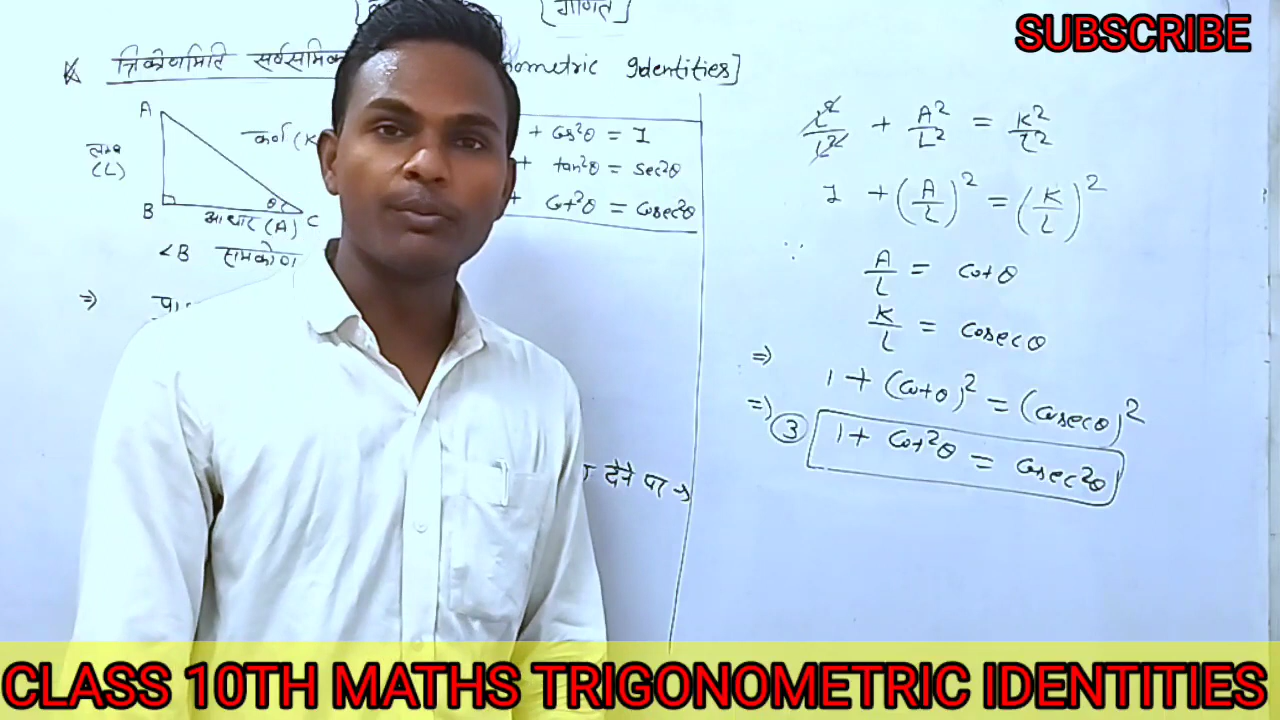 [गणित]
SUBSCRIBE
त्रिकोणमिति सर्वसमिका
nometric Identities]
A
कर्ण (K
लम्ब
(L)
B
आधार (A)
θ
C
∠B समकोण
⇒
+ cos²θ = 1
+ tan²θ = sec²θ
+ cot²θ = cosec²θ
देने पर →
L²/L² + A²/L² = K²/L²
1 + (A/L)² = (K/L)²
∵
A/L = cotθ
K/L = cosecθ
⇒ 1 + (cotθ)² = (cosecθ)²
⇒ ③ 1 + cot²θ = cosec²θ
CLASS 10TH MATHS TRIGONOMETRIC IDENTITIES